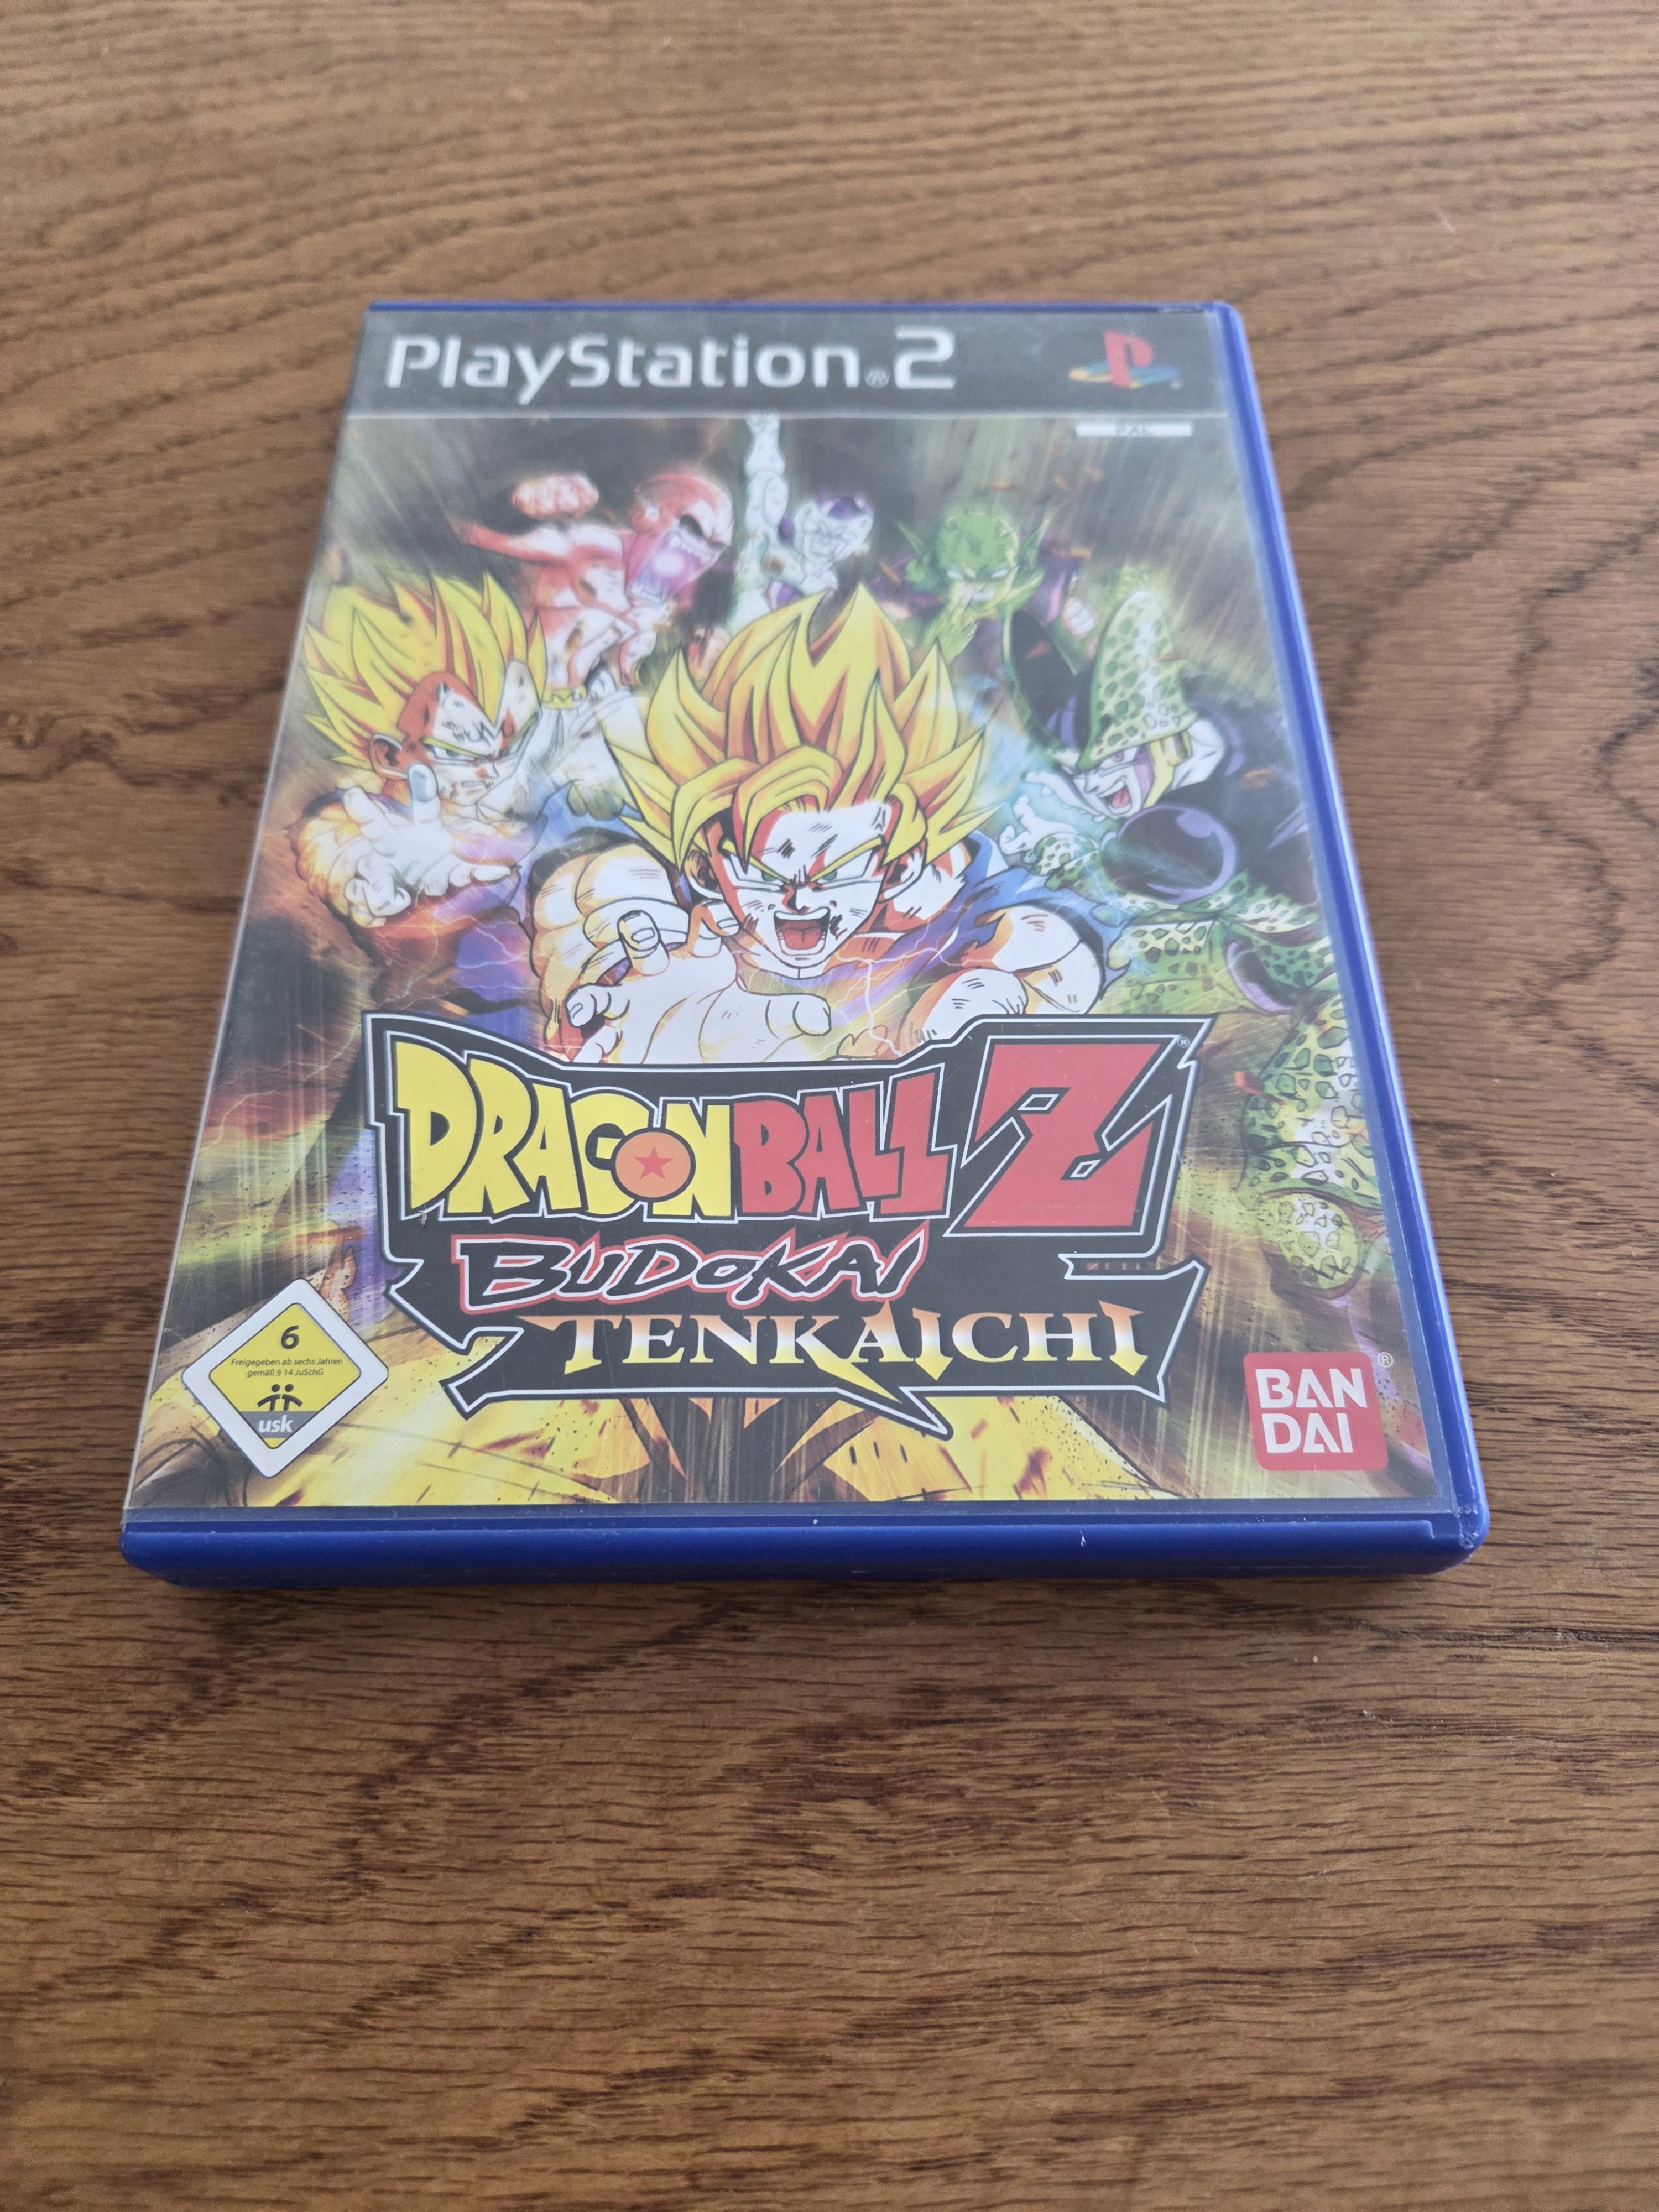 PlayStation®2
PAL
DRAGON BALL Z®
BUDOKAI
TENKAICHI
6
Freigegeben ab sechs Jahren
gemäß § 14 JuSchG
usk
BAN
DAI®